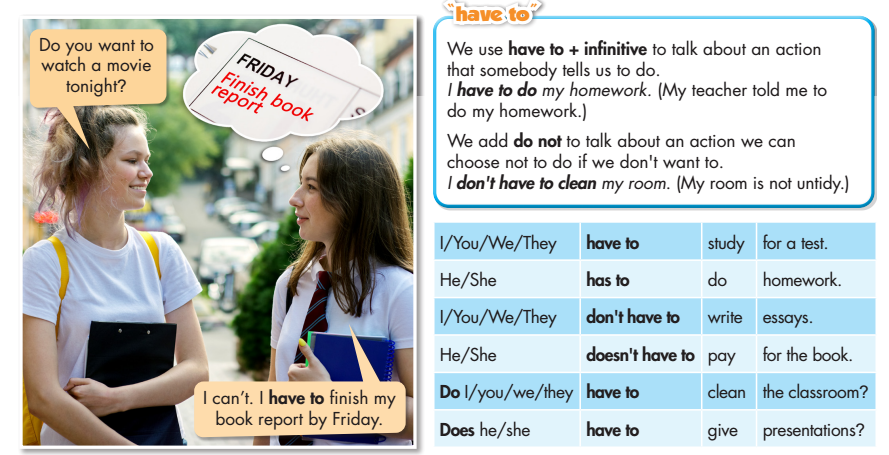 Do you want to
watch a movie
tonight?
FRIDAY
Finish book
report
I can't. I have to finish my
book report by Friday.
"have to"
We use have to + infinitive to talk about an action
that somebody tells us to do.
I have to do my homework. (My teacher told me to
do my homework.)
We add do not to talk about an action we can
choose not to do if we don't want to.
I don't have to clean my room. (My room is not untidy.)
I/You/We/They have to study for a test.
He/She has to do homework.
I/You/We/They don't have to write essays.
He/She doesn't have to pay for the book.
Do I/you/we/they have to clean the classroom?
Does he/she have to give presentations?